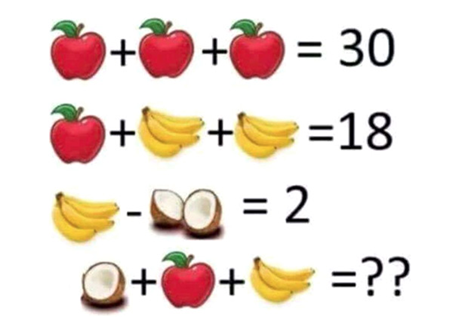 + + = 30
+ + =18
- = 2
+ + =??